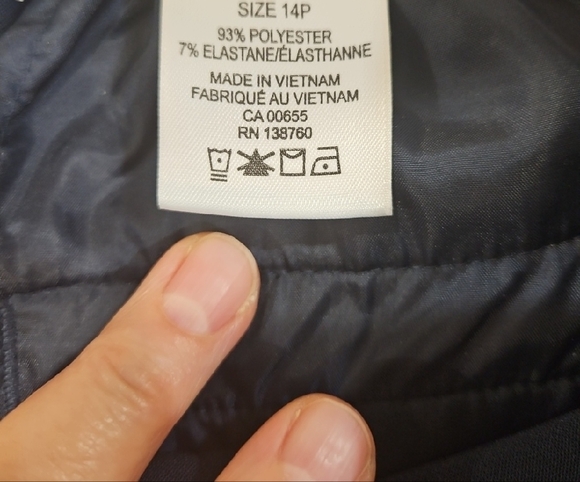 SIZE 14P
93% POLYESTER
7% ELASTANE/ÉLASTHANNE
MADE IN VIETNAM
FABRIQUÉ AU VIETNAM
CA 00655
RN 138760